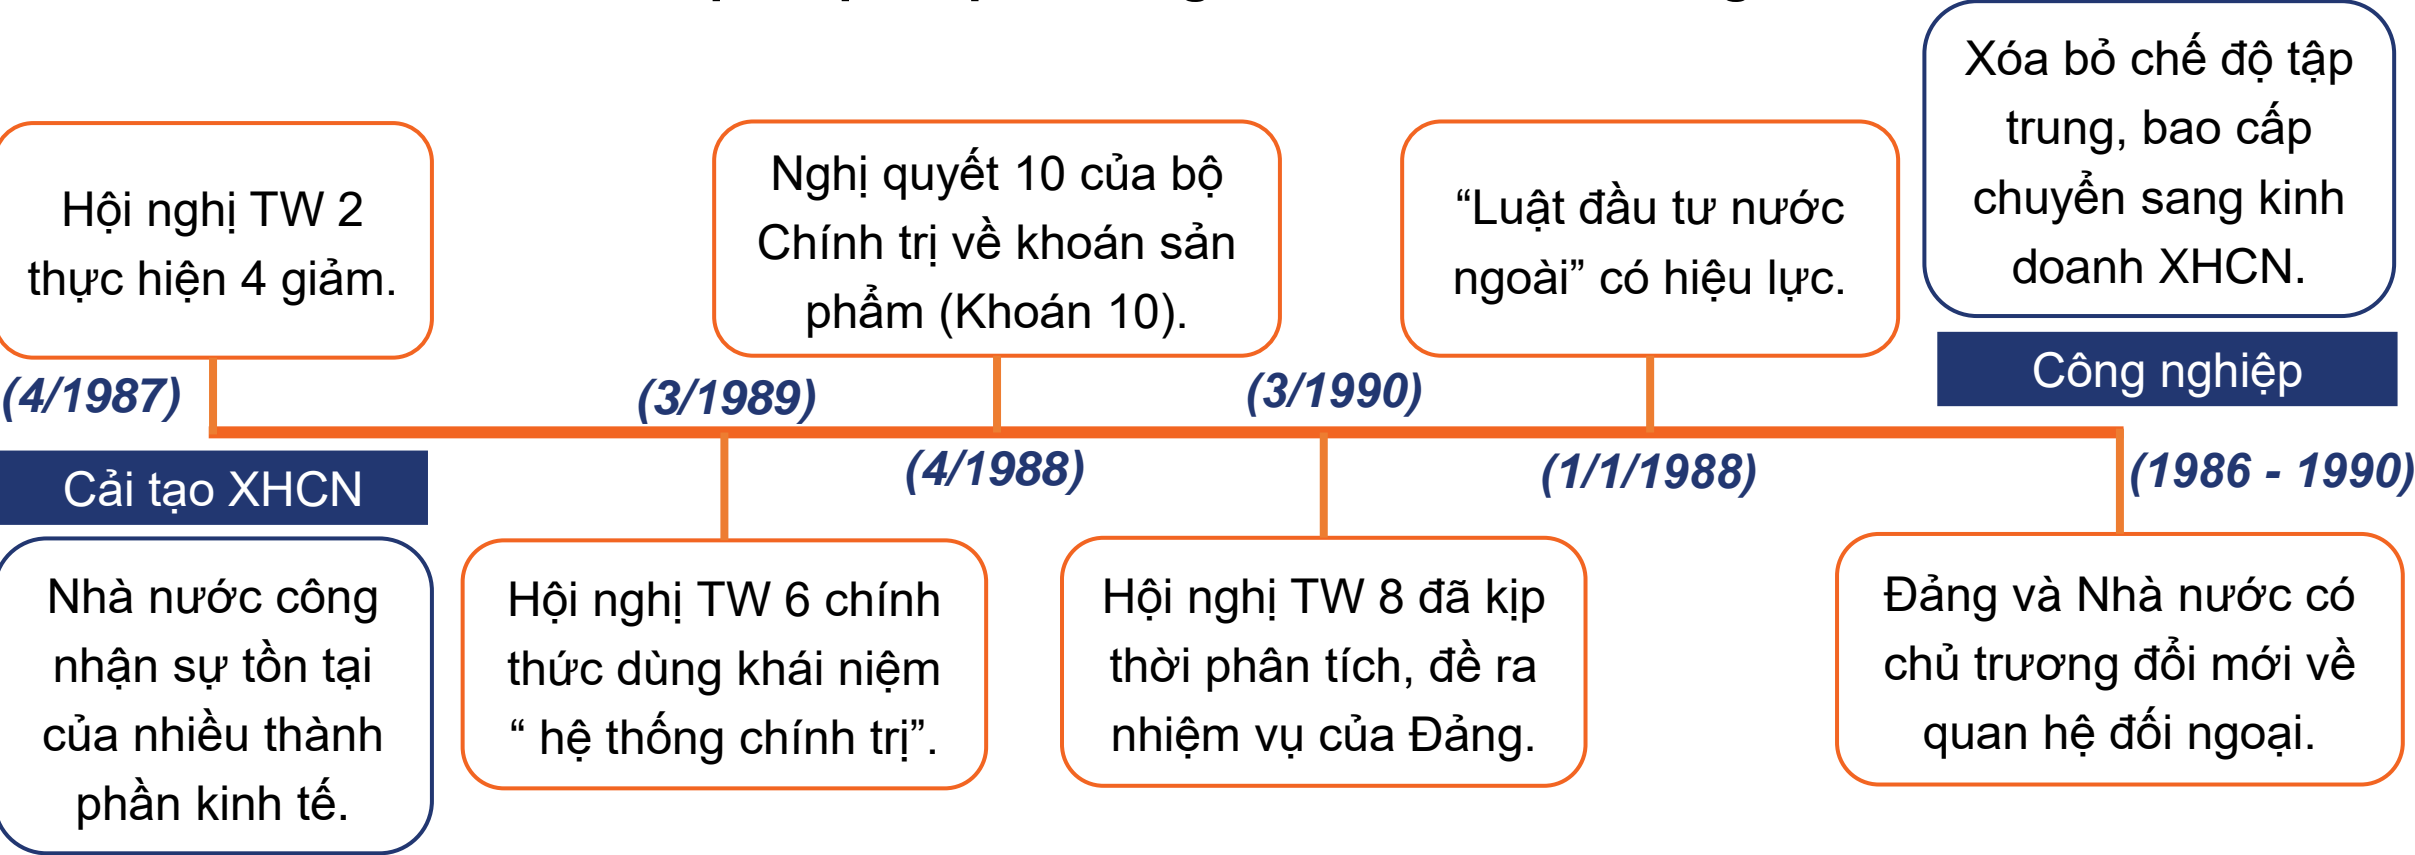 Xóa bỏ chế độ tập
trung, bao cấp
chuyển sang kinh
doanh XHCN.
Công nghiệp
Hội nghị TW 2
thực hiện 4 giảm.
(4/1987)
Nghị quyết 10 của bộ
Chính trị về khoán sản
phẩm (Khoán 10).
(4/1988)
“Luật đầu tư nước
ngoài” có hiệu lực.
(1/1/1988)
Cải tạo XHCN
Nhà nước công
nhận sự tồn tại
của nhiều thành
phần kinh tế.
(3/1989)
Hội nghị TW 6 chính
thức dùng khái niệm
“ hệ thống chính trị”.
(3/1990)
Hội nghị TW 8 đã kịp
thời phân tích, đề ra
nhiệm vụ của Đảng.
(1986 - 1990)
Đảng và Nhà nước có
chủ trương đổi mới về
quan hệ đối ngoại.